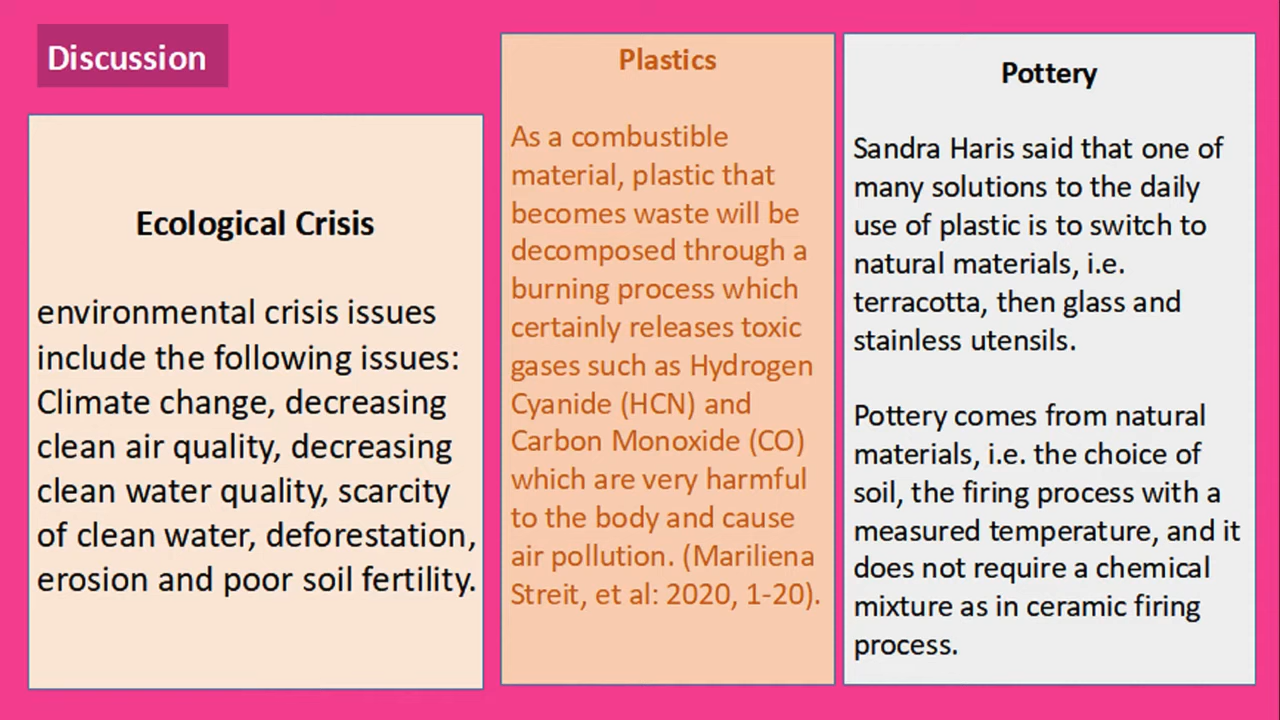 Discussion
Ecological Crisis
environmental crisis issues
include the following issues:
Climate change, decreasing
clean air quality, decreasing
clean water quality, scarcity
of clean water, deforestation,
erosion and poor soil fertility.
Plastics
As a combustible
material, plastic that
becomes waste will be
decomposed through a
burning process which
certainly releases toxic
gases such as Hydrogen
Cyanide (HCN) and
Carbon Monoxide (CO)
which are very harmful
to the body and cause
air pollution. (Mariliena
Streit, et al: 2020, 1-20).
Pottery
Sandra Haris said that one of
many solutions to the daily
use of plastic is to switch to
natural materials, i.e.
terracotta, then glass and
stainless utensils.
Pottery comes from natural
materials, i.e. the choice of
soil, the firing process with a
measured temperature, and it
does not require a chemical
mixture as in ceramic firing
process.